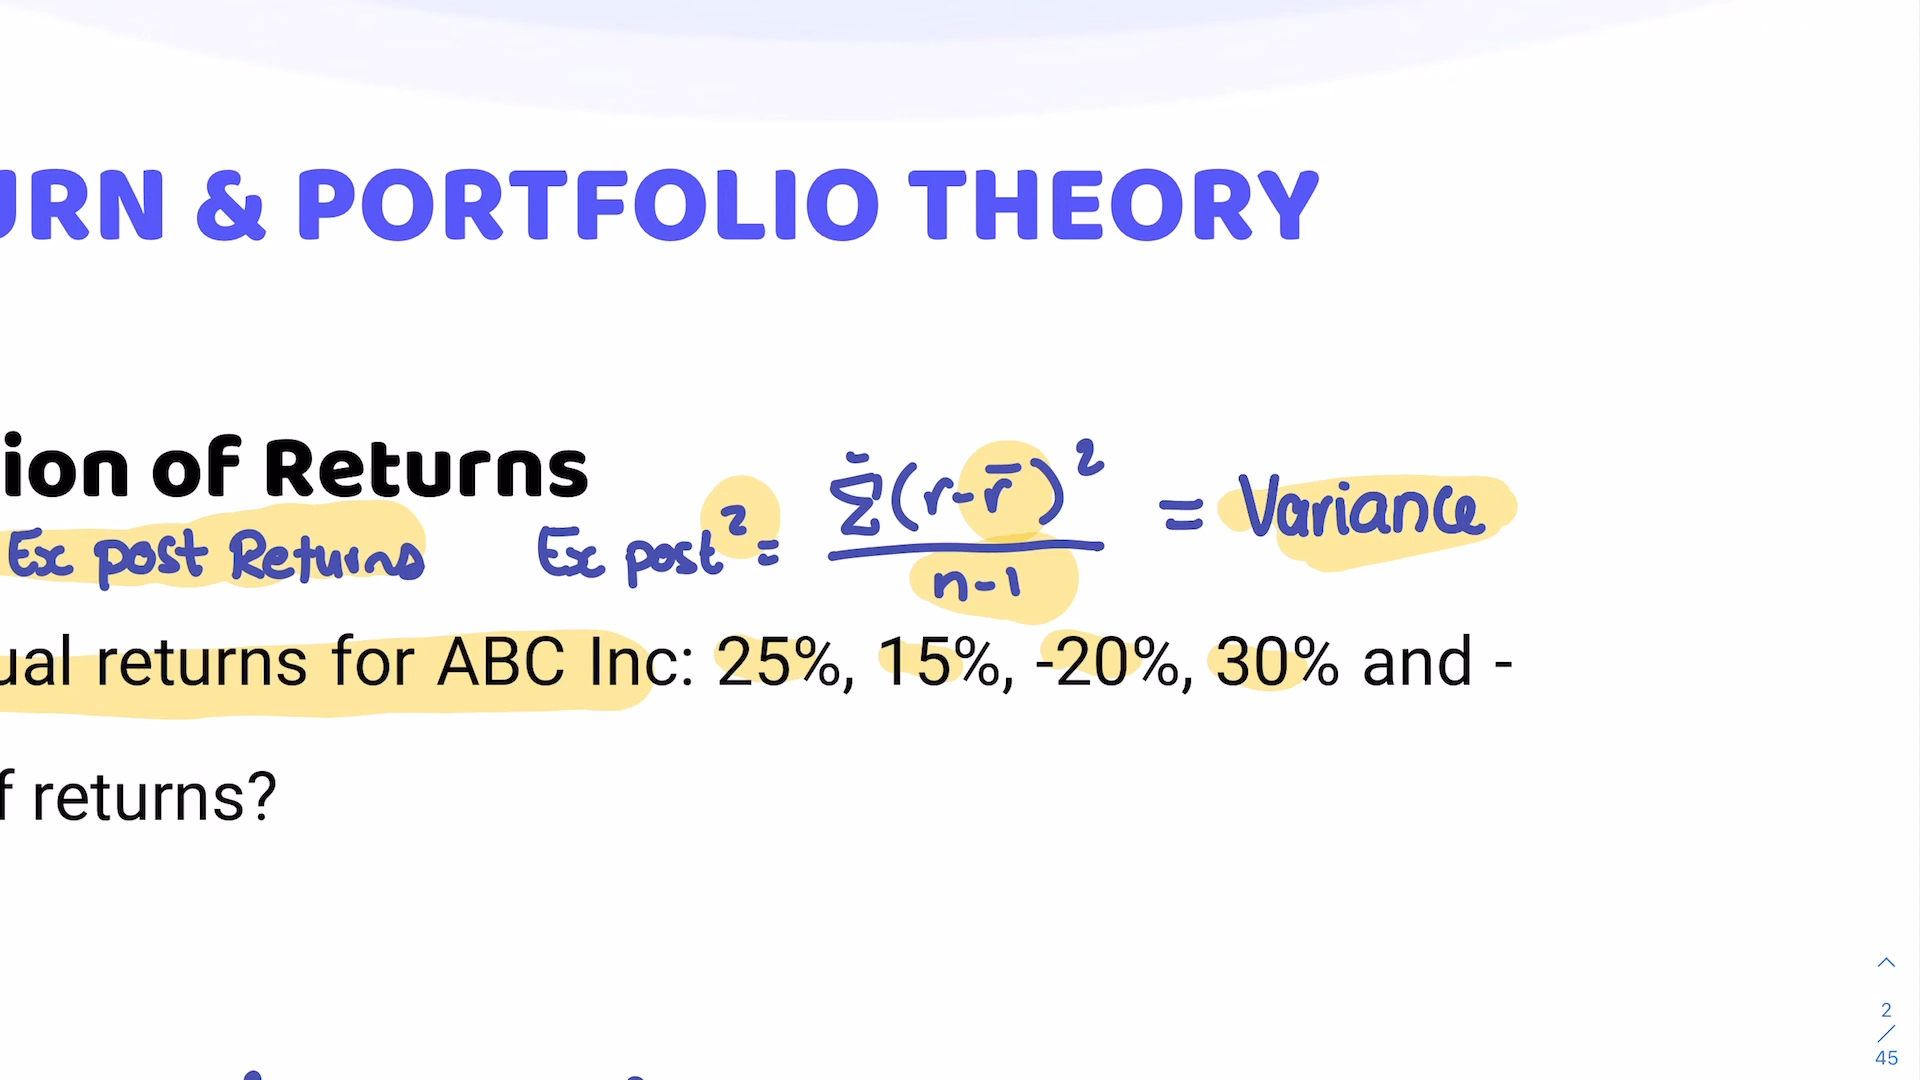 URN & PORTFOLIO THEORY
ion of Returns
Ex post Returns Ex post² = Σ(r-r̄)² / n-1 = Variance
ual returns for ABC Inc: 25%, 15%, -20%, 30% and -
f returns?
2
/
45